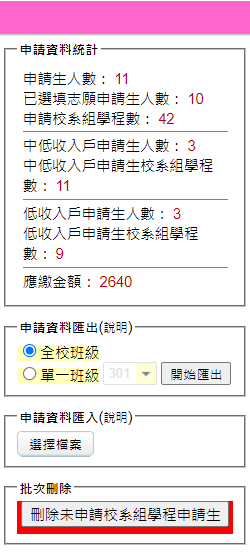 申請資料統計
申請生人數： 11
已選填志願申請生人數： 10
申請校系組學程數： 42
中低收入戶申請生人數： 3
中低收入戶申請生校系組學程
數： 11
低收入戶申請生人數： 3
低收入戶申請生校系組學程
數： 9
應繳金額： 2640
申請資料匯出(說明)
全校班級
單一班級 301 開始匯出
申請資料匯入(說明)
選擇檔案
批次刪除
刪除未申請校系組學程申請生